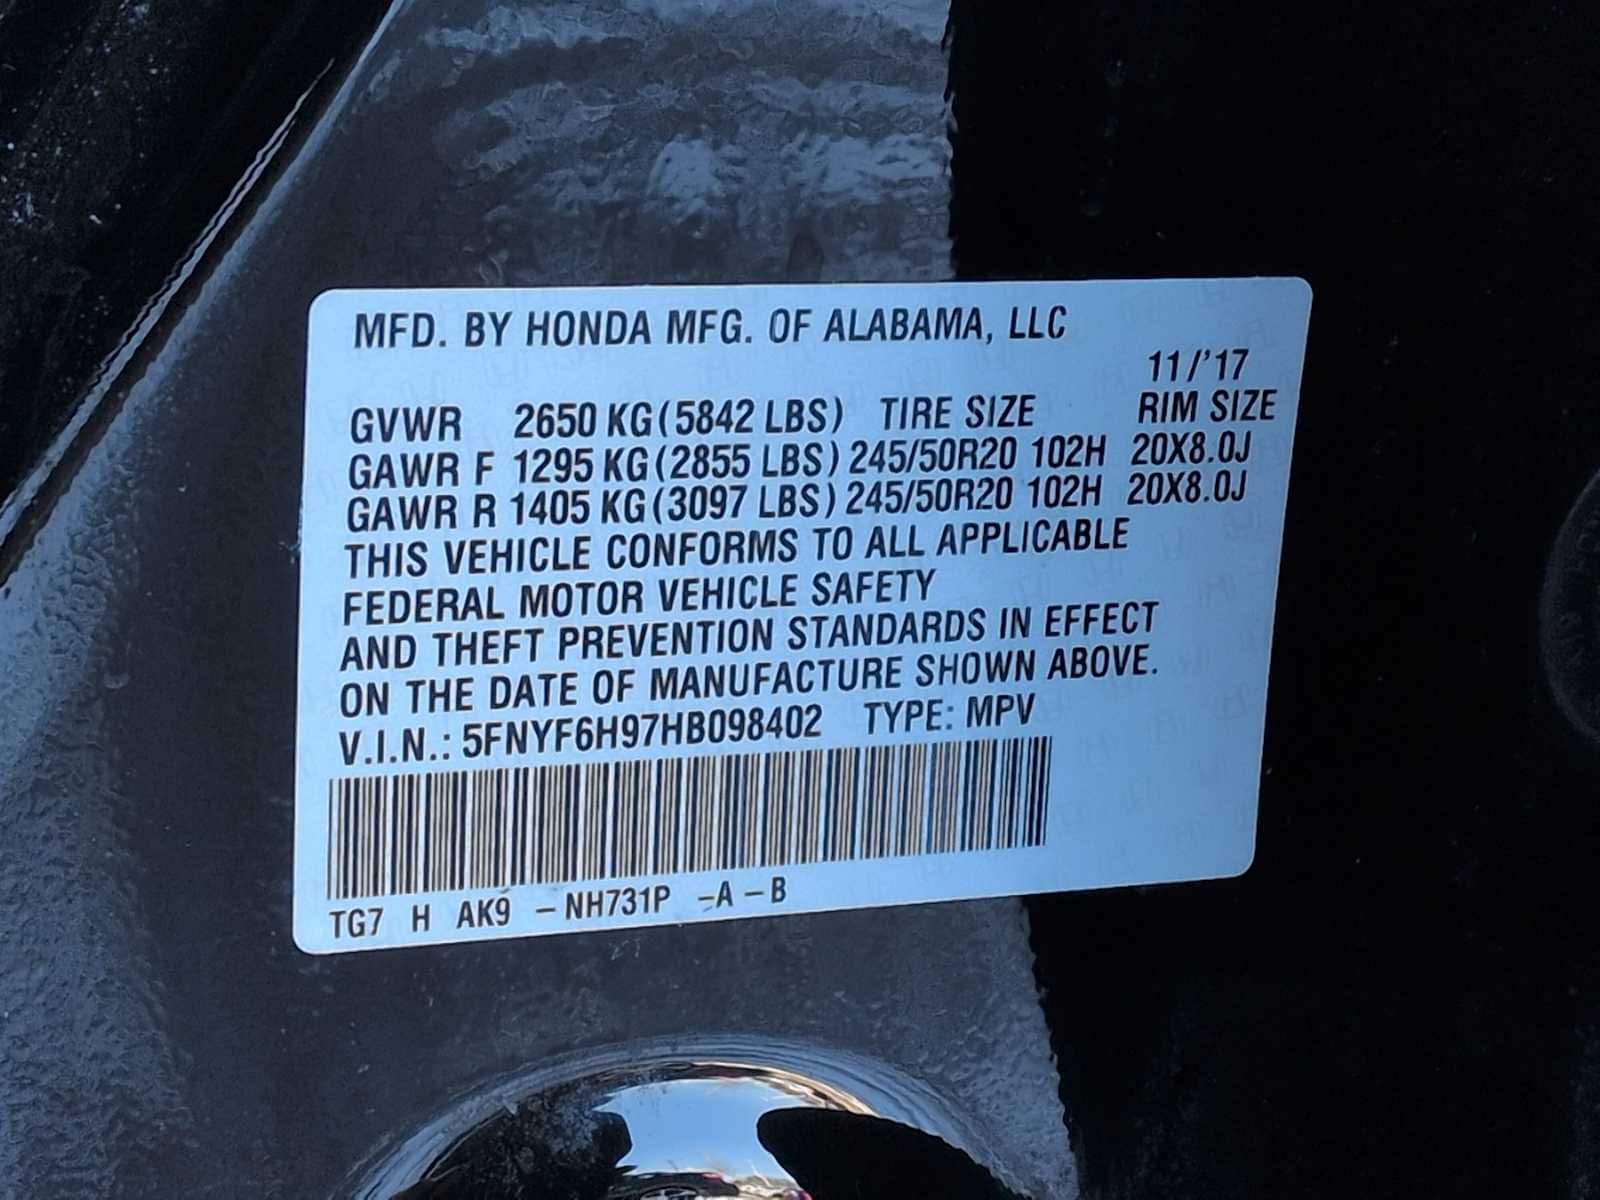 MFD. BY HONDA MFG. OF ALABAMA, LLC
11/'17
GVWR 2650 KG (5842 LBS) TIRE SIZE RIM SIZE
GAWR F 1295 KG (2855 LBS) 245/50R20 102H 20X8.0J
GAWR R 1405 KG (3097 LBS) 245/50R20 102H 20X8.0J
THIS VEHICLE CONFORMS TO ALL APPLICABLE
FEDERAL MOTOR VEHICLE SAFETY
AND THEFT PREVENTION STANDARDS IN EFFECT
ON THE DATE OF MANUFACTURE SHOWN ABOVE.
V.I.N.: 5FNYF6H97HB098402 TYPE: MPV
TG7 H AK9 -NH731P -A-B